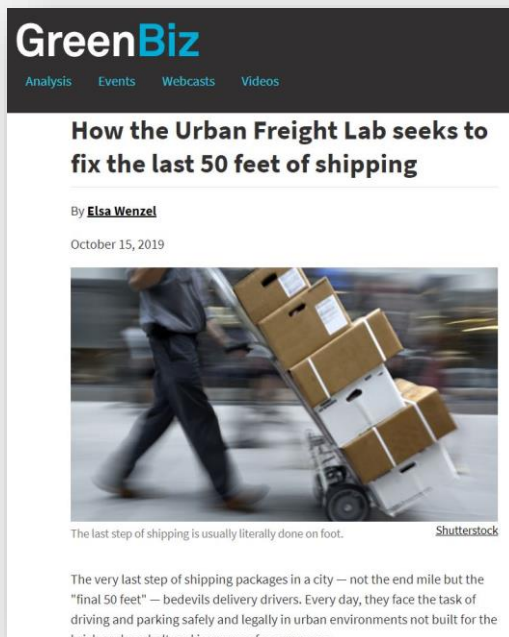 GreenBiz
Analysis Events Webcasts Videos
How the Urban Freight Lab seeks to
fix the last 50 feet of shipping
By Elsa Wenzel
October 15, 2019
The last step of shipping is usually literally done on foot. Shutterstock
The very last step of shipping packages in a city — not the end mile but the
"final 50 feet" — bedevils delivery drivers. Every day, they face the task of
driving and parking safely and legally in urban environments not built for the